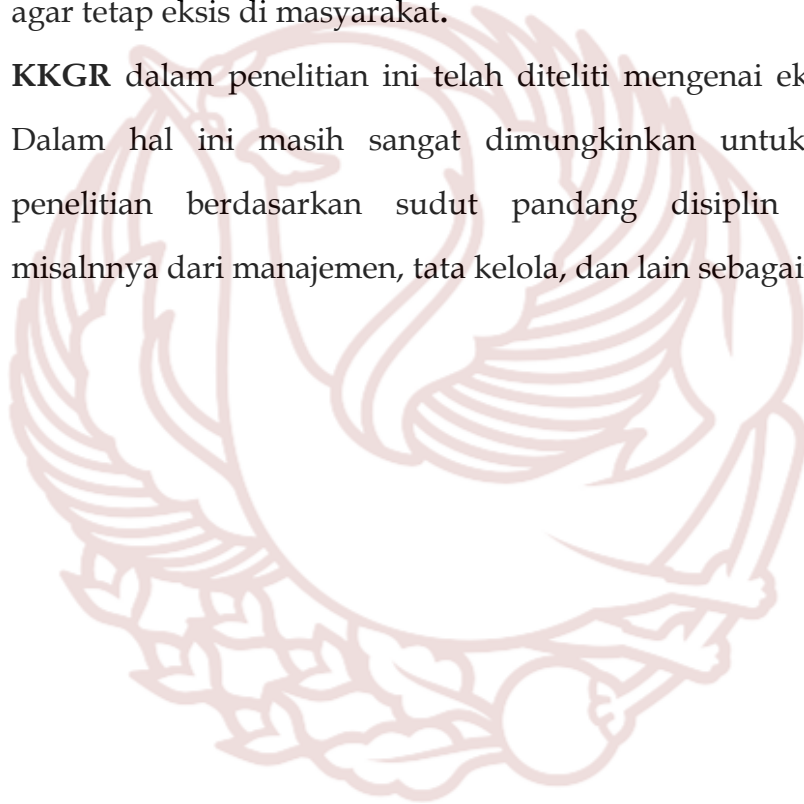 agar tetap eksis di masyarakat.
KKGR dalam penelitian ini telah diteliti mengenai ek
Dalam hal ini masih sangat dimungkinkan untuk
penelitian berdasarkan sudut pandang disiplin
misalnnya dari manajemen, tata kelola, dan lain sebagai